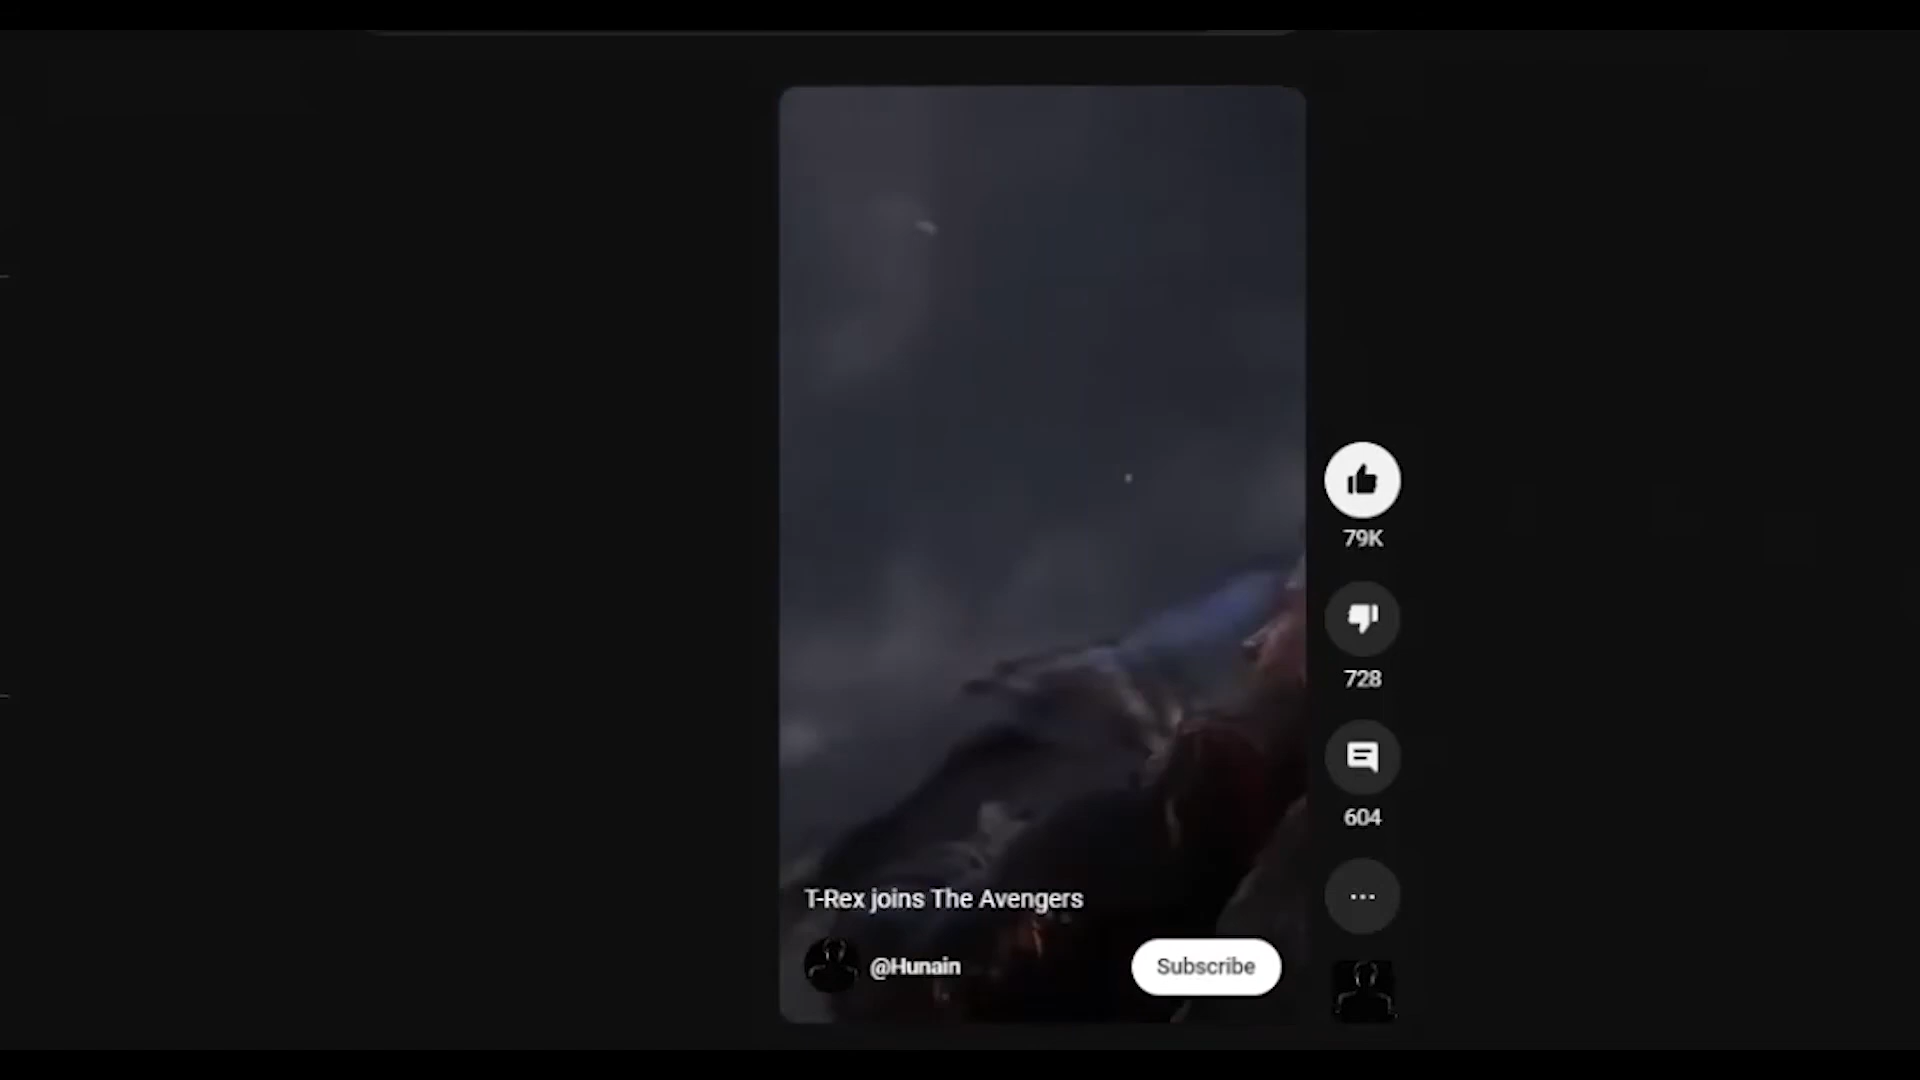 79K
728
604
T-Rex joins The Avengers
@Hunain
Subscribe